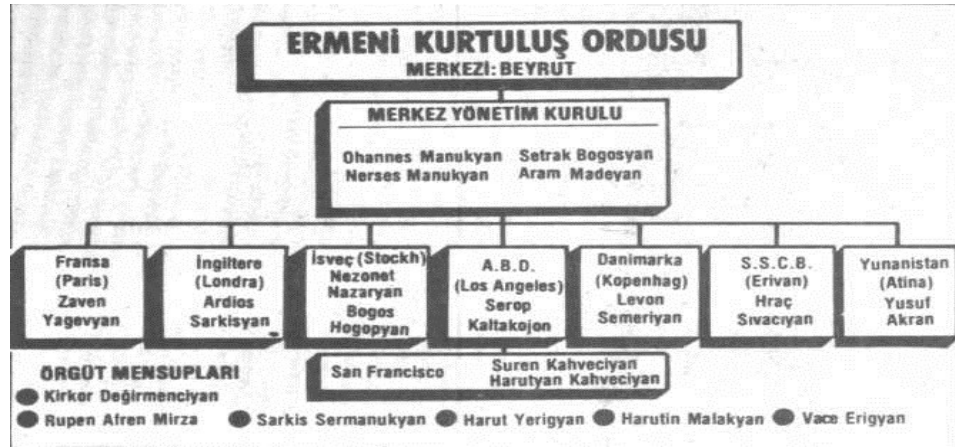 ERMENİ KURTULUŞ ORDUSU
MERKEZİ: BEYRUT
MERKEZ YÖNETİM KURULU
Ohannes Manukyan Setrak Bogosyan
Nerses Manukyan Aram Madeyan
Fransa
(Paris)
Zaven
Yagevyan
İngiltere
(Londra)
Ardios
Sarkisyan
İsveç (Stockh)
Nezonet
Nazaryan
Bogos
Hogopyan
A.B.D.
(Los Angeles)
Serop
Kaltakojon
Danimarka
(Kopenhag)
Levon
Semeriyan
S.S.C.B.
(Erivan)
Hraç
Sıvacıyan
Yunanistan
(Atina)
Yusuf
Akran
San Francisco
Suren Kahveciyan
Harutyan Kahveciyan
ÖRGÜT MENSUPLARI
Kirkor Değirmenciyan
Rupen Afren Mirza Sarkis Sermanukyan Harut Yerigyan Harutin Malakyan Vace Erigyan